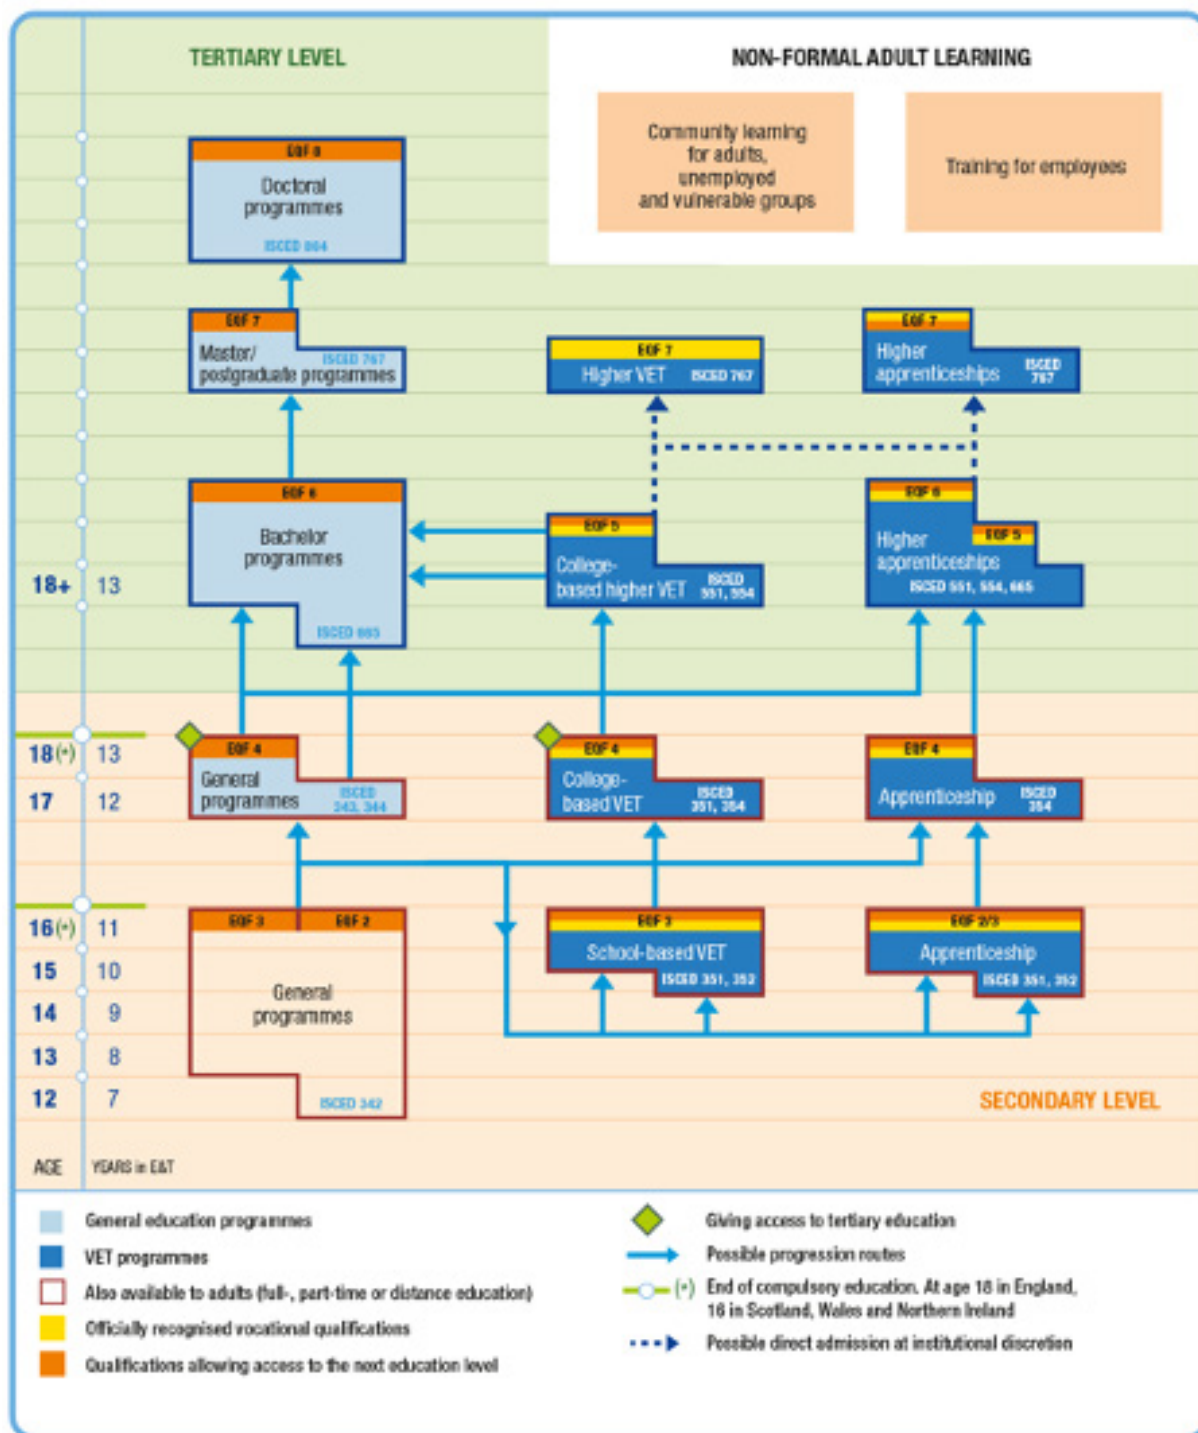 TERTIARY LEVEL
NON-FORMAL ADULT LEARNING
Community learning
for adults,
unemployed
and vulnerable groups
Training for employees
EQF 8
Doctoral
programmes
ISCED 864
EQF 7
Master/
postgraduate programmes
ISCED 767
EQF 7
Higher VET
ISCED 767
EQF 7
Higher
apprenticeships
ISCED
767
EQF 6
Bachelor
programmes
ISCED 665
EQF 5
College-
based higher VET
ISCED
551, 554
EQF 6
EQF 5
Higher
apprenticeships
ISCED 551, 554, 665
18+ 13
18(*) 13
17 12
EQF 4
General
programmes
ISCED
343, 344
EQF 4
College-
based VET
ISCED
351, 354
EQF 4
Apprenticeship
ISCED
354
16(*) 11
15 10
14 9
13 8
12 7
EQF 3
EQF 2
General
programmes
ISCED 342
EQF 3
School-based VET
ISCED 351, 352
EQF 2/3
Apprenticeship
ISCED 351, 352
SECONDARY LEVEL
AGE
YEARS in E&T
General education programmes
VET programmes
Also available to adults (full-, part-time or distance education)
Officially recognised vocational qualifications
Qualifications allowing access to the next education level
Giving access to tertiary education
Possible progression routes
(*) End of compulsory education. At age 18 in England,
16 in Scotland, Wales and Northern Ireland
Possible direct admission at institutional discretion